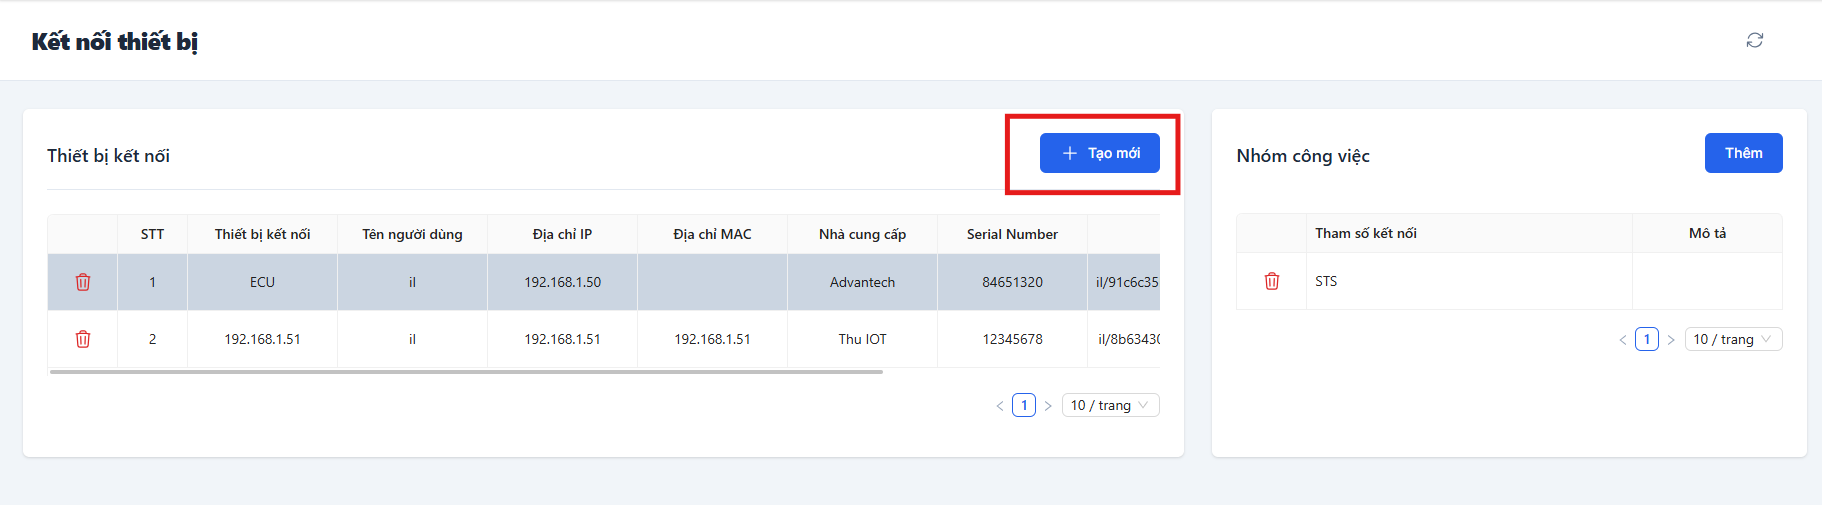 Kết nối thiết bị
Thiết bị kết nối
Tạo mới
STT Thiết bị kết nối Tên người dùng Địa chỉ IP Địa chỉ MAC Nhà cung cấp Serial Number
1 ECU il 192.168.1.50 Advantech 84651320 il/91c6c35
2 192.168.1.51 il 192.168.1.51 192.168.1.51 Thu IOT 12345678 il/8b6343
1 10 / trang
Nhóm công việc
Thêm
Tham số kết nối Mô tả
STS
1 10 / trang